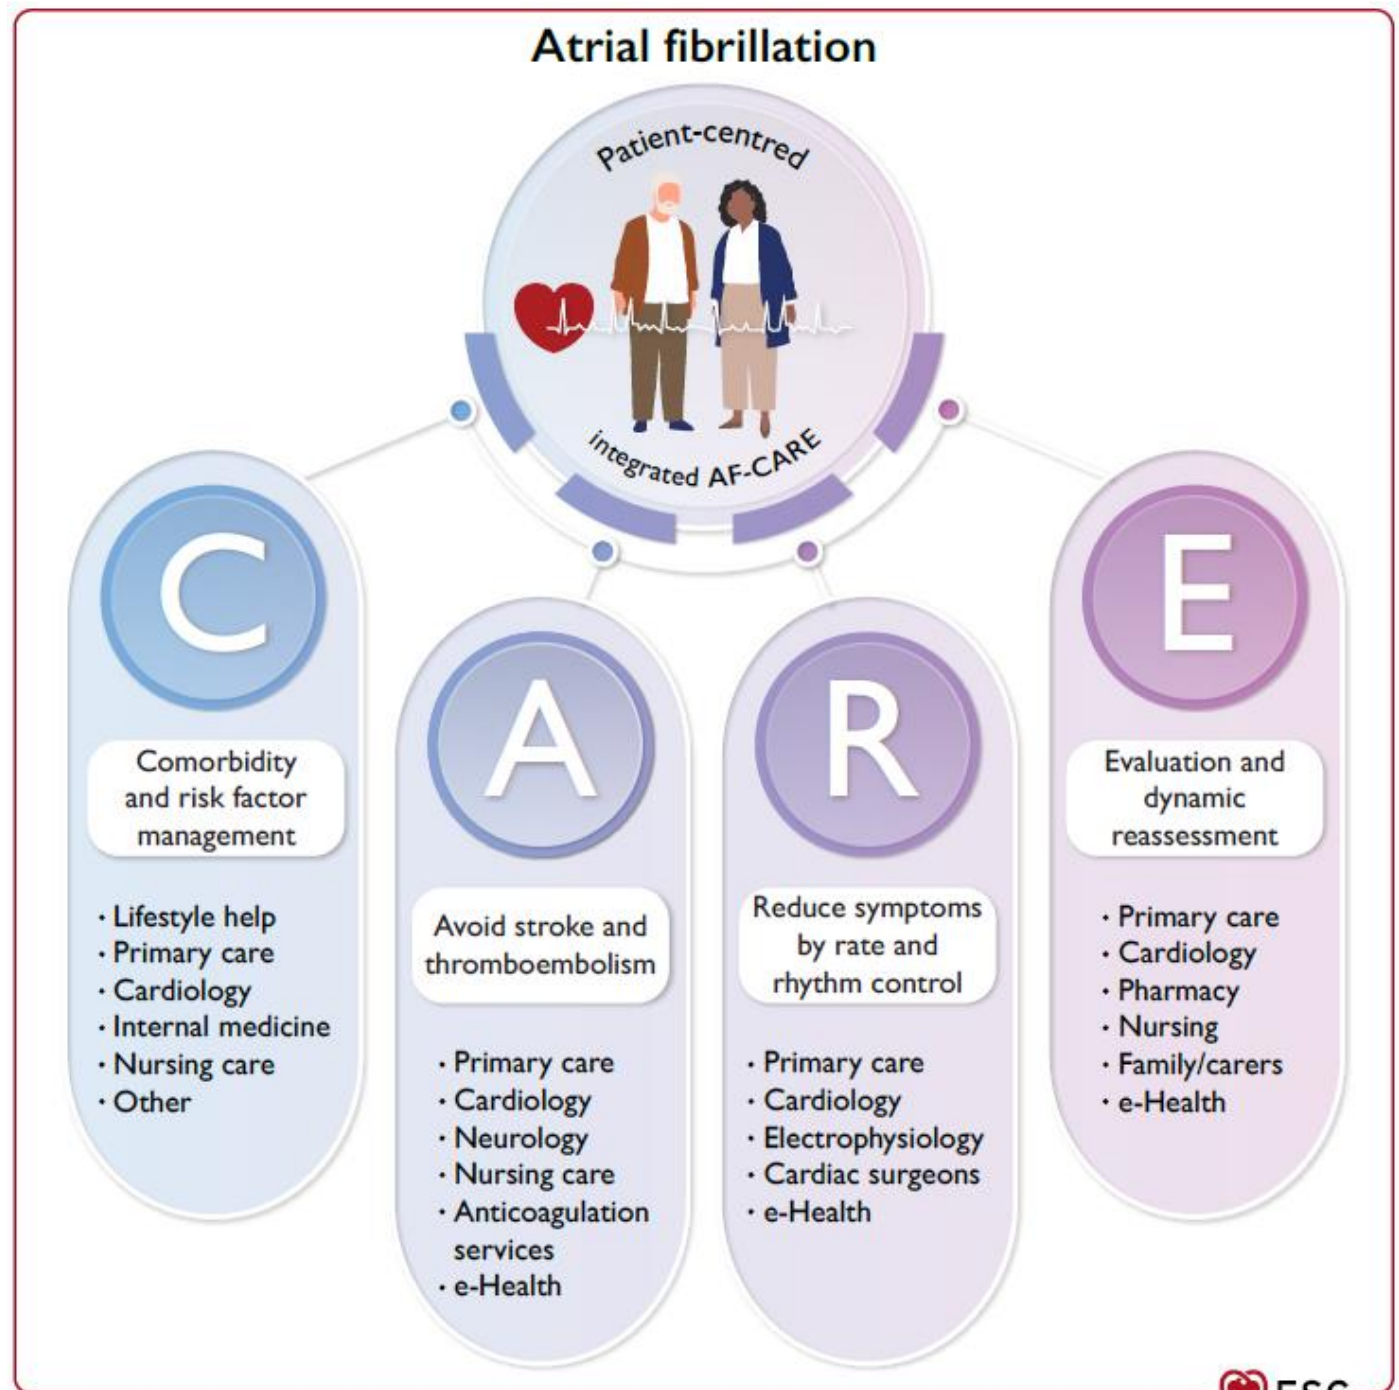 Atrial fibrillation
Patient-centred
integrated AF-CARE
C
Comorbidity
and risk factor
management
· Lifestyle help
· Primary care
· Cardiology
· Internal medicine
· Nursing care
· Other
A
Avoid stroke and
thromboembolism
· Primary care
· Cardiology
· Neurology
· Nursing care
· Anticoagulation
services
· e-Health
R
Reduce symptoms
by rate and
rhythm control
· Primary care
· Cardiology
· Electrophysiology
· Cardiac surgeons
· e-Health
E
Evaluation and
dynamic
reassessment
· Primary care
· Cardiology
· Pharmacy
· Nursing
· Family/carers
· e-Health
ESC